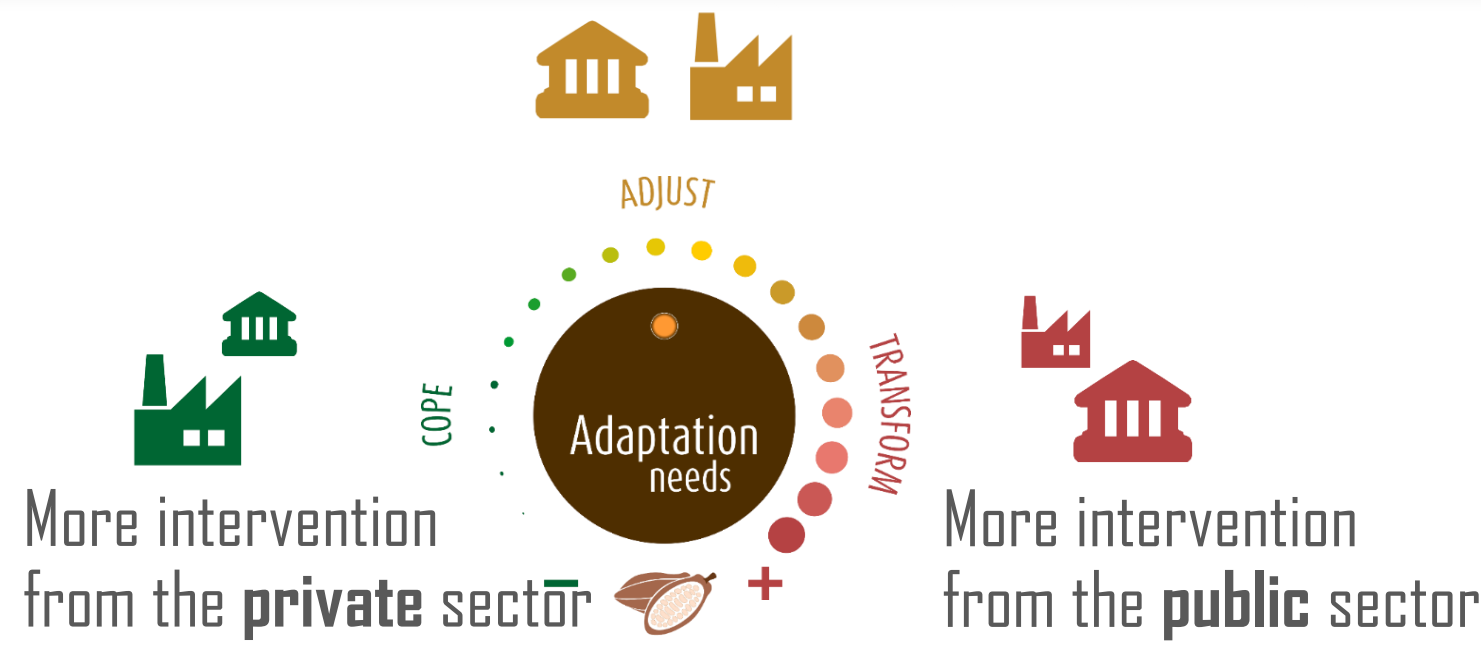 ADJUST
COPE
TRANSFORM
Adaptation
needs
More intervention
from the private sector
− +
More intervention
from the public sector